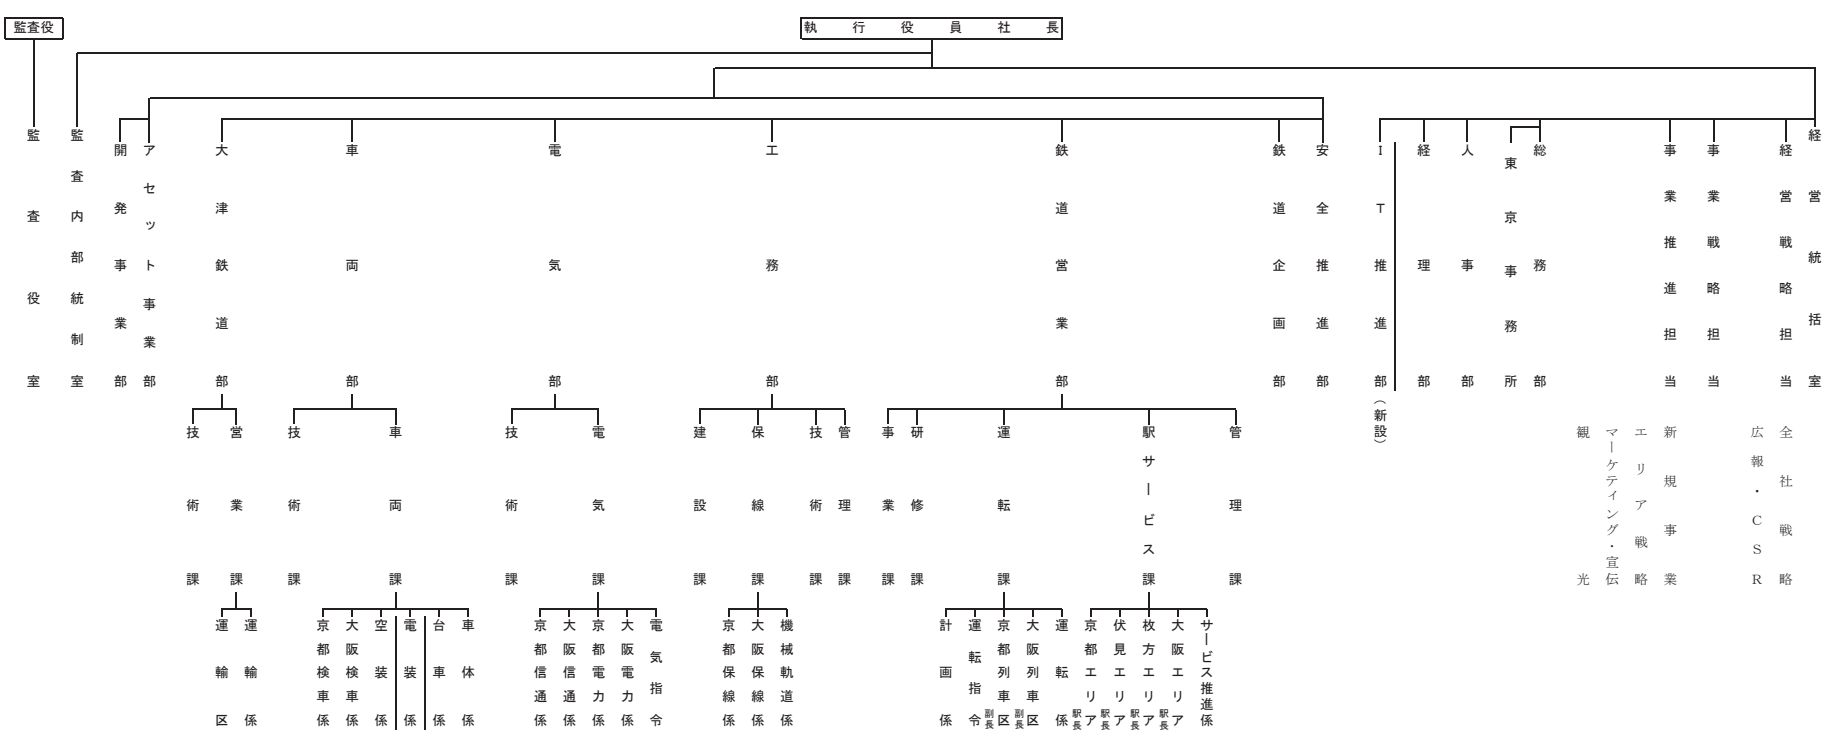 監査役
執行役員社長
経営統括室
経営戦略担当
全社戦略
広報・CSR
事業戦略担当
事業推進担当
新規事業
エリア戦略
マーケティング・宣伝
観光
総務部
東京事務所
人事部
経理部
IT推進部(新設)
安全推進部
鉄道企画部
鉄道営業部
管理課
駅サービス課
サービス推進係
大阪エリア
駅長
枚方エリア
駅長
伏見エリア
駅長
京都エリア
駅長
運転課
運転係
大阪列車区
副長
京都列車区
副長
運転指令
計画係
研修課
事業課
工務部
管理課
技術課
保線課
機械軌道係
大阪保線係
京都保線係
建設課
電気部
電気課
電気指令
大阪電力係
京都電力係
大阪信通係
京都信通係
技術課
車両部
車両課
車体係
台車係
電装係
空装係
大阪検車係
京都検車係
技術課
大津鉄道部
営業課
運輸係
運輸区
技術課
アセット事業部
開発事業部
監査内部統制室
監査役室